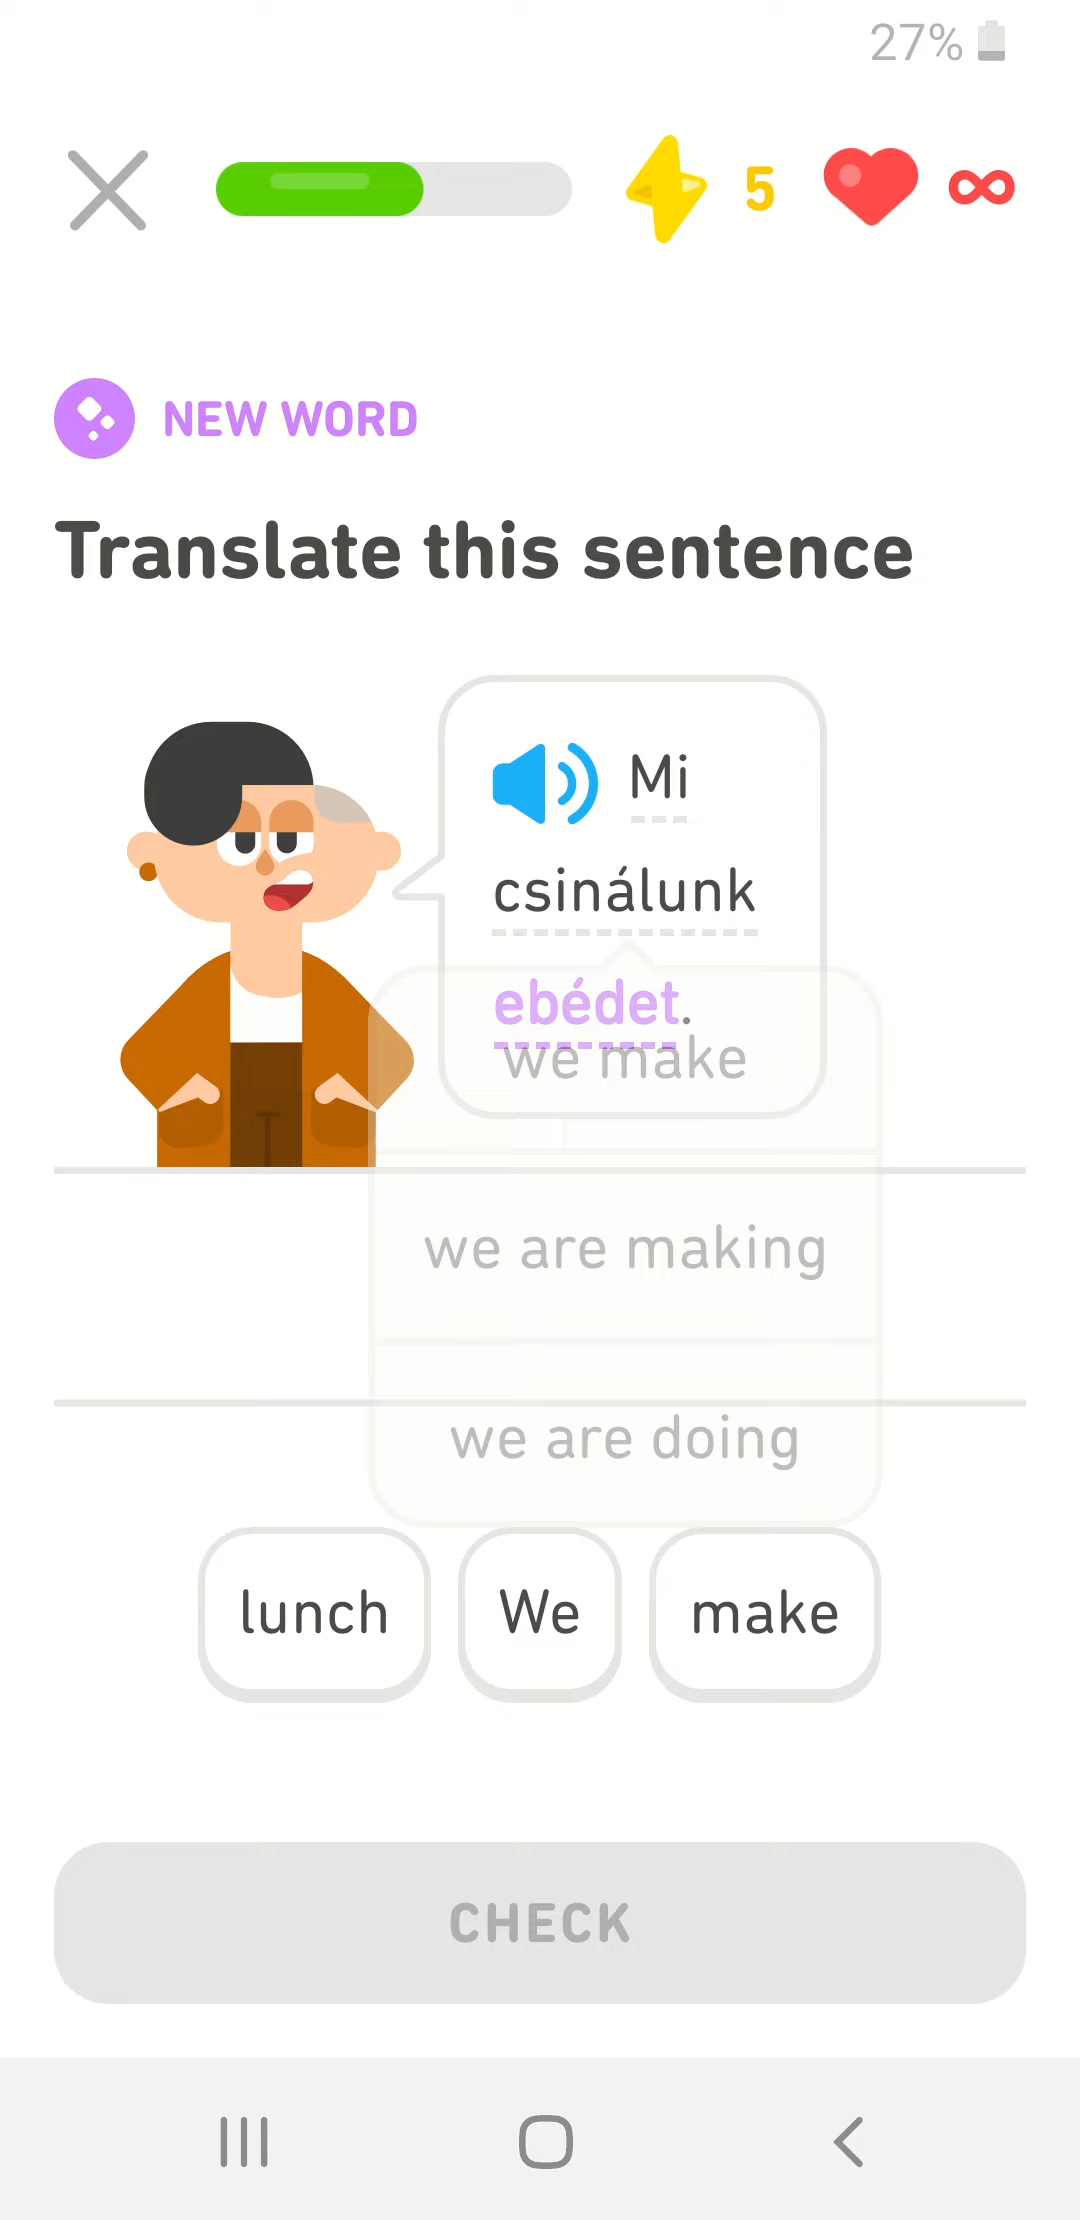 27%
5
NEW WORD
Translate this sentence
Mi
csinálunk
ebédet.
we make
we are making
we are doing
lunch We make
CHECK